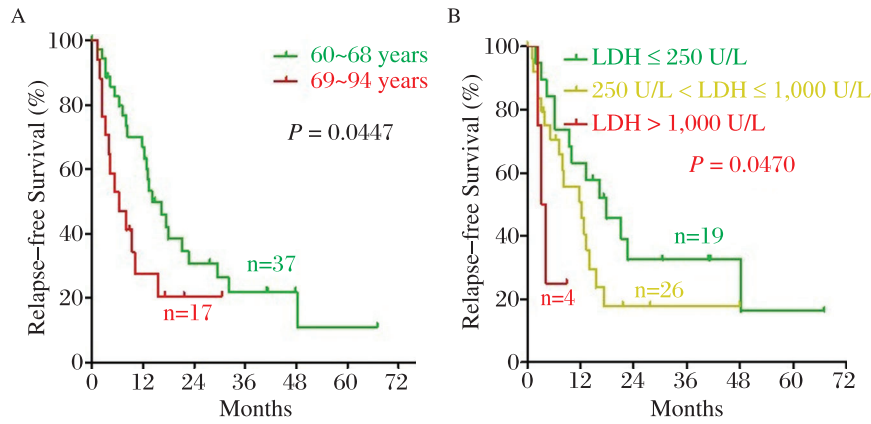 A
Relapse–free Survival (%)
100
80
60
40
20
0
60~68 years
69~94 years
P = 0.0447
n=37
n=17
0 12 24 36 48 60 72
Months
B
Relapse–free Survival (%)
100
80
60
40
20
0
LDH ≤ 250 U/L
250 U/L < LDH ≤ 1,000 U/L
LDH > 1,000 U/L
P = 0.0470
n=19
n=26
n=4
0 12 24 36 48 60 72
Months